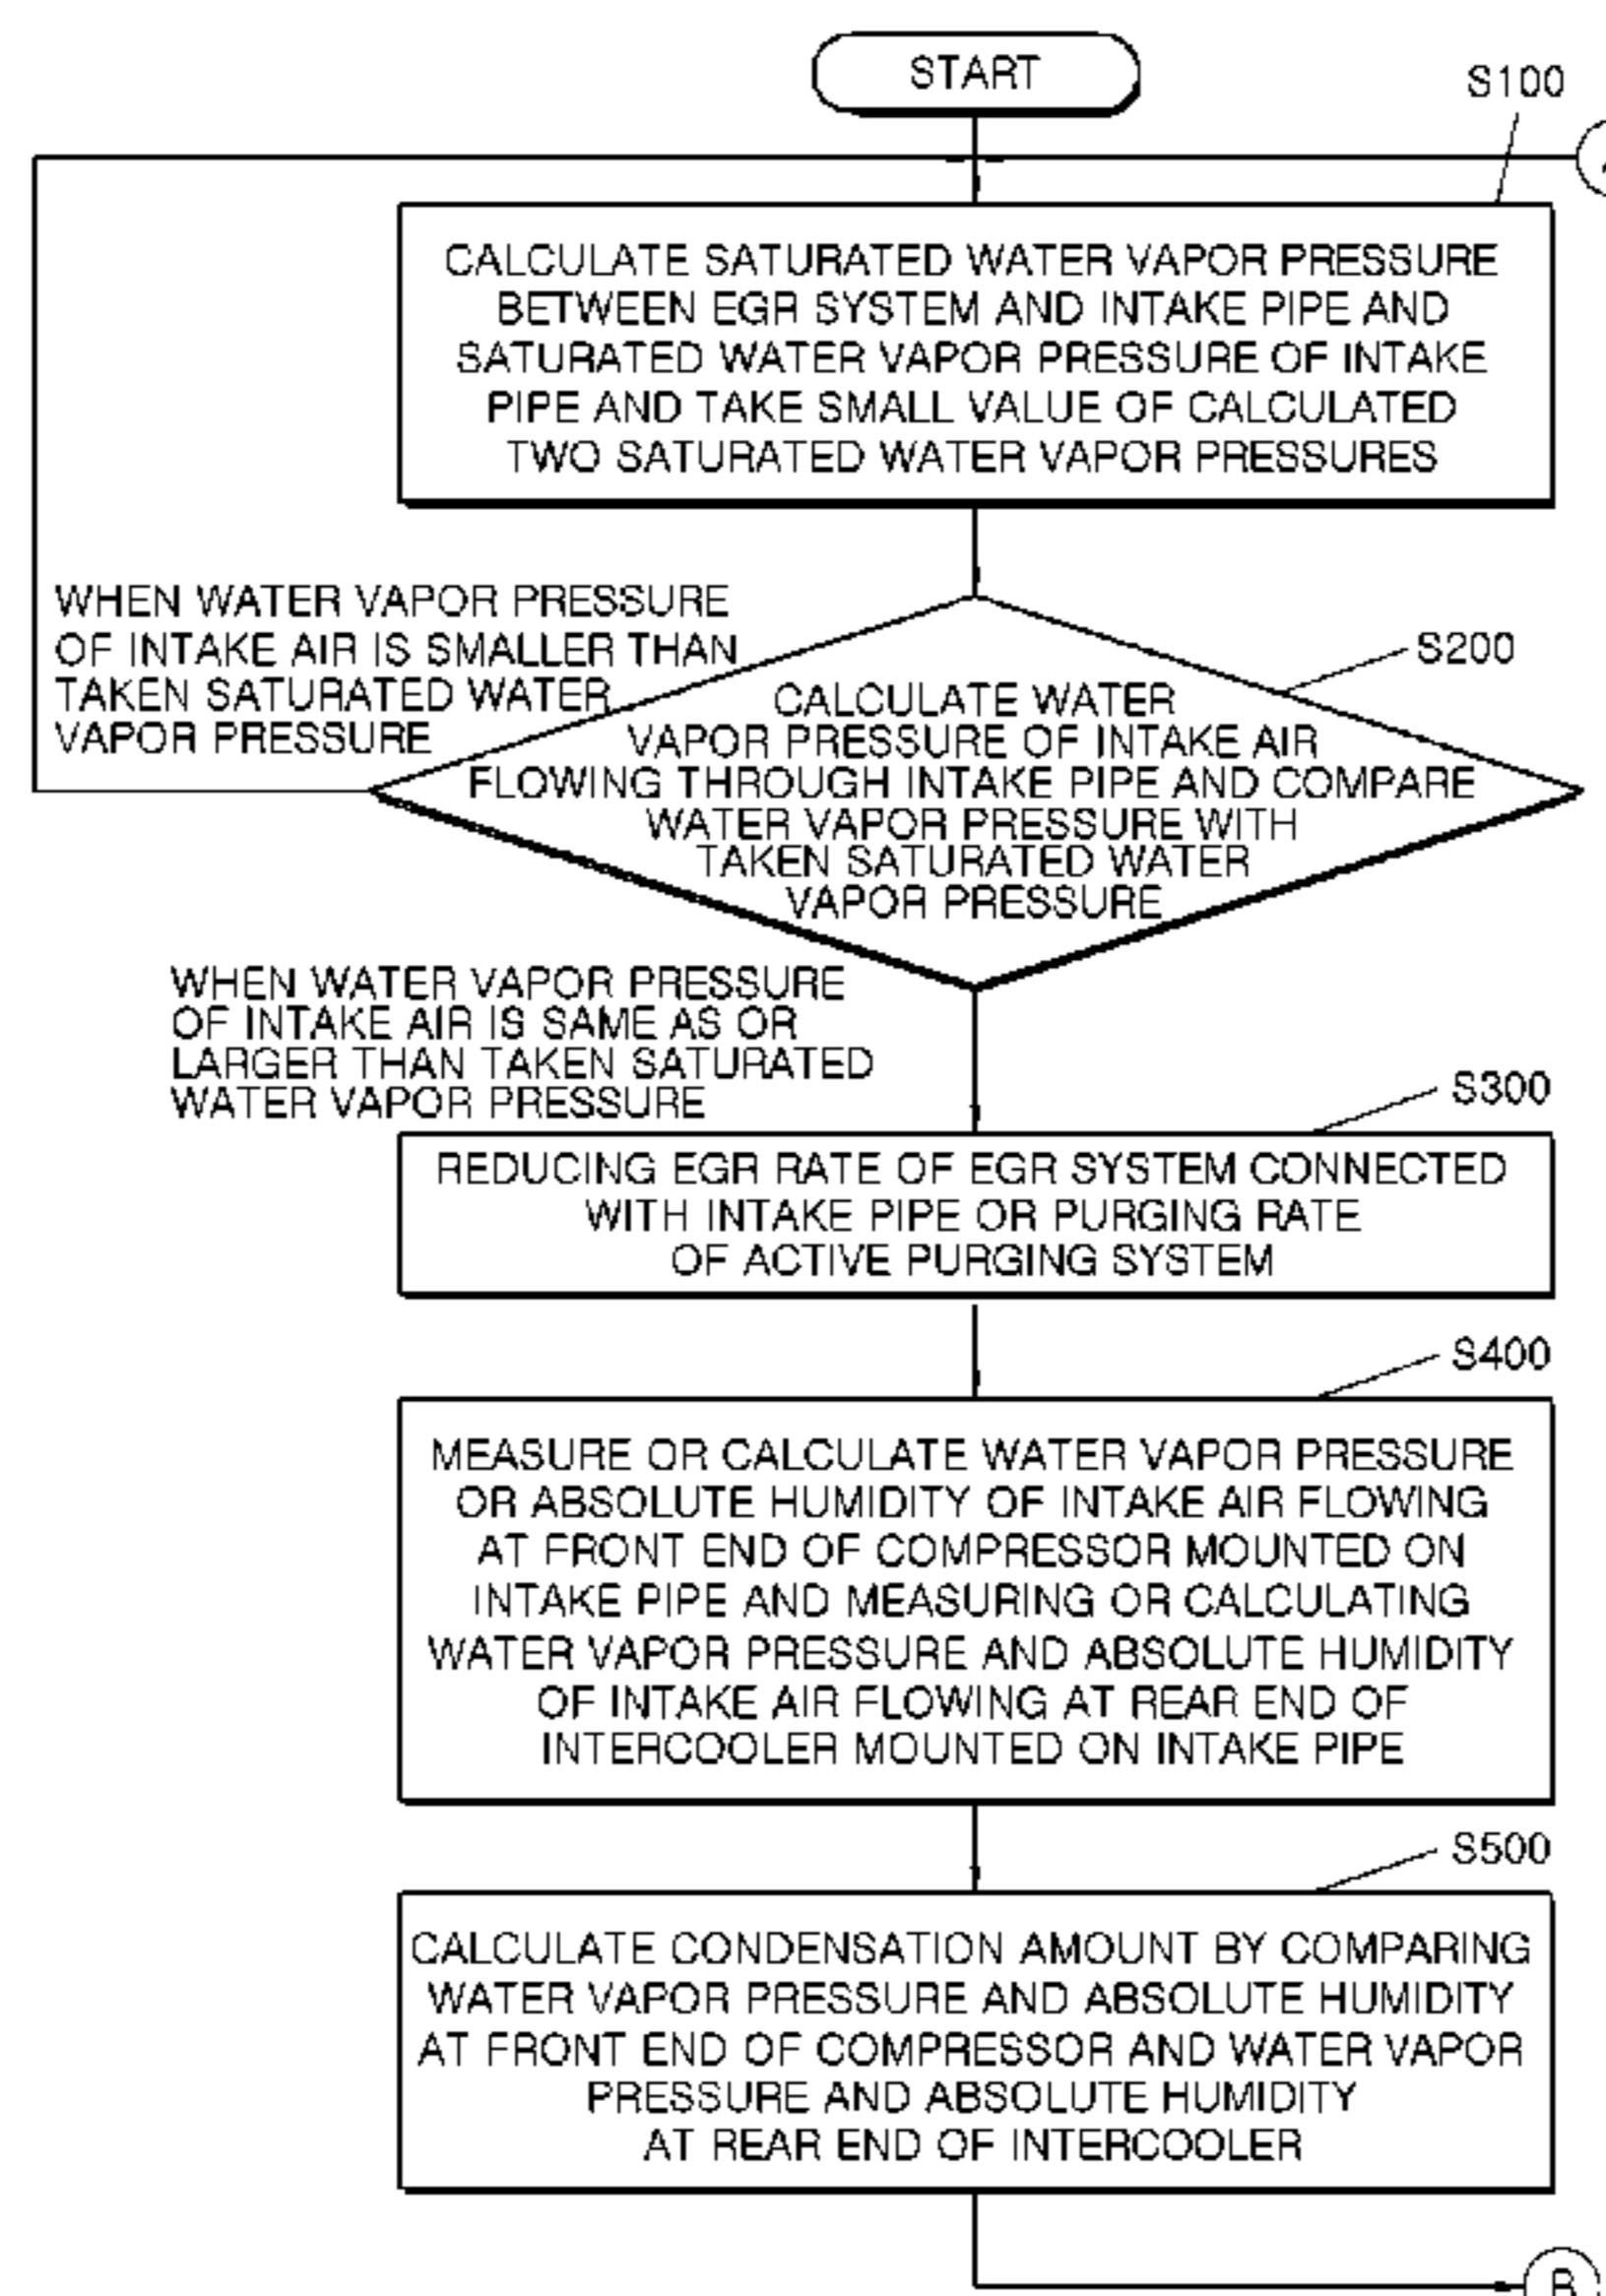 START
S100
CALCULATE SATURATED WATER VAPOR PRESSURE
BETWEEN EGR SYSTEM AND INTAKE PIPE AND
SATURATED WATER VAPOR PRESSURE OF INTAKE
PIPE AND TAKE SMALL VALUE OF CALCULATED
TWO SATURATED WATER VAPOR PRESSURES
WHEN WATER VAPOR PRESSURE
OF INTAKE AIR IS SMALLER THAN
TAKEN SATURATED WATER
VAPOR PRESSURE
S200
CALCULATE WATER
VAPOR PRESSURE OF INTAKE AIR
FLOWING THROUGH INTAKE PIPE AND COMPARE
WATER VAPOR PRESSURE WITH
TAKEN SATURATED WATER
VAPOR PRESSURE
WHEN WATER VAPOR PRESSURE
OF INTAKE AIR IS SAME AS OR
LARGER THAN TAKEN SATURATED
WATER VAPOR PRESSURE
S300
REDUCING EGR RATE OF EGR SYSTEM CONNECTED
WITH INTAKE PIPE OR PURGING RATE
OF ACTIVE PURGING SYSTEM
S400
MEASURE OR CALCULATE WATER VAPOR PRESSURE
OR ABSOLUTE HUMIDITY OF INTAKE AIR FLOWING
AT FRONT END OF COMPRESSOR MOUNTED ON
INTAKE PIPE AND MEASURING OR CALCULATING
WATER VAPOR PRESSURE AND ABSOLUTE HUMIDITY
OF INTAKE AIR FLOWING AT REAR END OF
INTERCOOLER MOUNTED ON INTAKE PIPE
S500
CALCULATE CONDENSATION AMOUNT BY COMPARING
WATER VAPOR PRESSURE AND ABSOLUTE HUMIDITY
AT FRONT END OF COMPRESSOR AND WATER VAPOR
PRESSURE AND ABSOLUTE HUMIDITY
AT REAR END OF INTERCOOLER
B